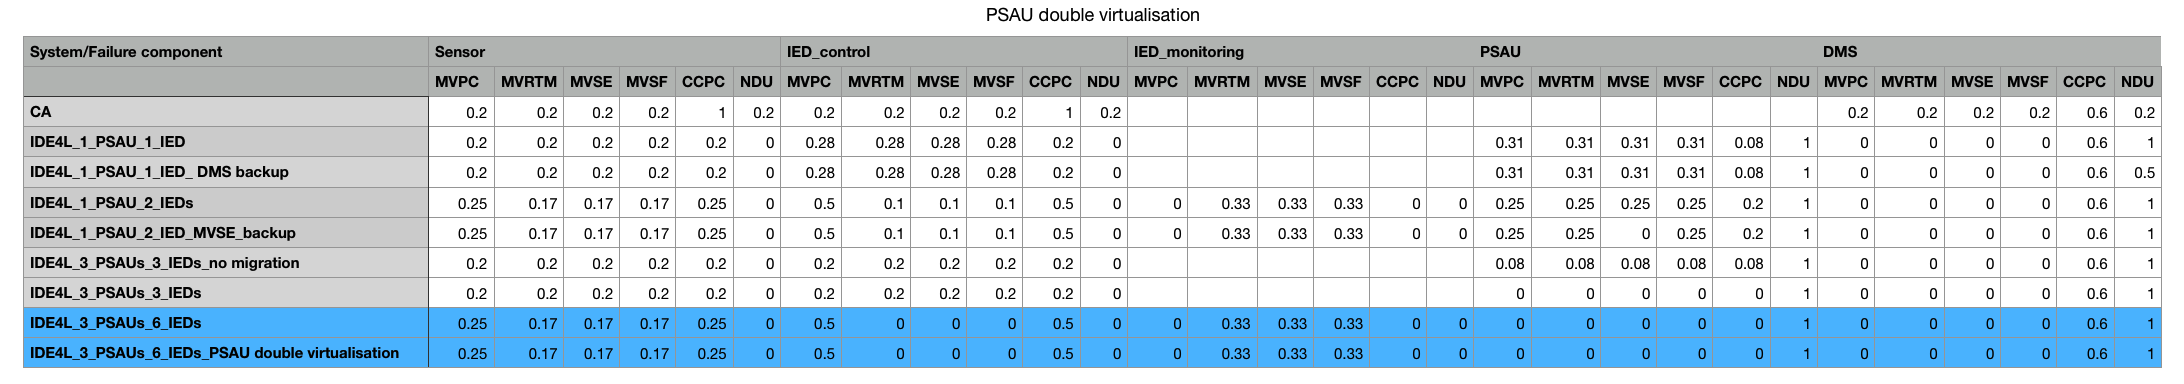 PSAU double virtualisation
System/Failure component Sensor IED_control IED_monitoring PSAU DMS
MVPC MVRTM MVSE MVSF CCPC NDU MVPC MVRTM MVSE MVSF CCPC NDU MVPC MVRTM MVSE MVSF CCPC NDU MVPC MVRTM MVSE MVSF CCPC NDU MVPC MVRTM MVSE MVSF CCPC NDU
CA 0.2 0.2 0.2 0.2 1 0.2 0.2 0.2 0.2 0.2 1 0.2 0.2 0.2 0.2 0.2 0.6 0.2
IDE4L_1_PSAU_1_IED 0.2 0.2 0.2 0.2 0.2 0 0.28 0.28 0.28 0.28 0.2 0 0.31 0.31 0.31 0.31 0.08 1 0 0 0 0 0.6 1
IDE4L_1_PSAU_1_IED_ DMS backup 0.2 0.2 0.2 0.2 0.2 0 0.28 0.28 0.28 0.28 0.2 0 0.31 0.31 0.31 0.31 0.08 1 0 0 0 0 0.6 0.5
IDE4L_1_PSAU_2_IEDs 0.25 0.17 0.17 0.17 0.25 0 0.5 0.1 0.1 0.1 0.5 0 0 0.33 0.33 0.33 0 0 0.25 0.25 0.25 0.25 0.2 1 0 0 0 0 0.6 1
IDE4L_1_PSAU_2_IED_MVSE_backup 0.25 0.17 0.17 0.17 0.25 0 0.5 0.1 0.1 0.1 0.5 0 0 0.33 0.33 0.33 0 0 0.25 0.25 0 0.25 0.2 1 0 0 0 0 0.6 1
IDE4L_3_PSAUs_3_IEDs_no migration 0.2 0.2 0.2 0.2 0.2 0 0.2 0.2 0.2 0.2 0.2 0 0.08 0.08 0.08 0.08 0.08 1 0 0 0 0 0.6 1
IDE4L_3_PSAUs_3_IEDs 0.2 0.2 0.2 0.2 0.2 0 0.2 0.2 0.2 0.2 0.2 0 0 0 0 0 0 1 0 0 0 0 0.6 1
IDE4L_3_PSAUs_6_IEDs 0.25 0.17 0.17 0.17 0.25 0 0.5 0 0 0 0.5 0 0 0.33 0.33 0.33 0 0 0 0 0 0 0 1 0 0 0 0 0.6 1
IDE4L_3_PSAUs_6_IEDs_PSAU double virtualisation 0.25 0.17 0.17 0.17 0.25 0 0.5 0 0 0 0.5 0 0 0.33 0.33 0.33 0 0 0 0 0 0 0 1 0 0 0 0 0.6 1